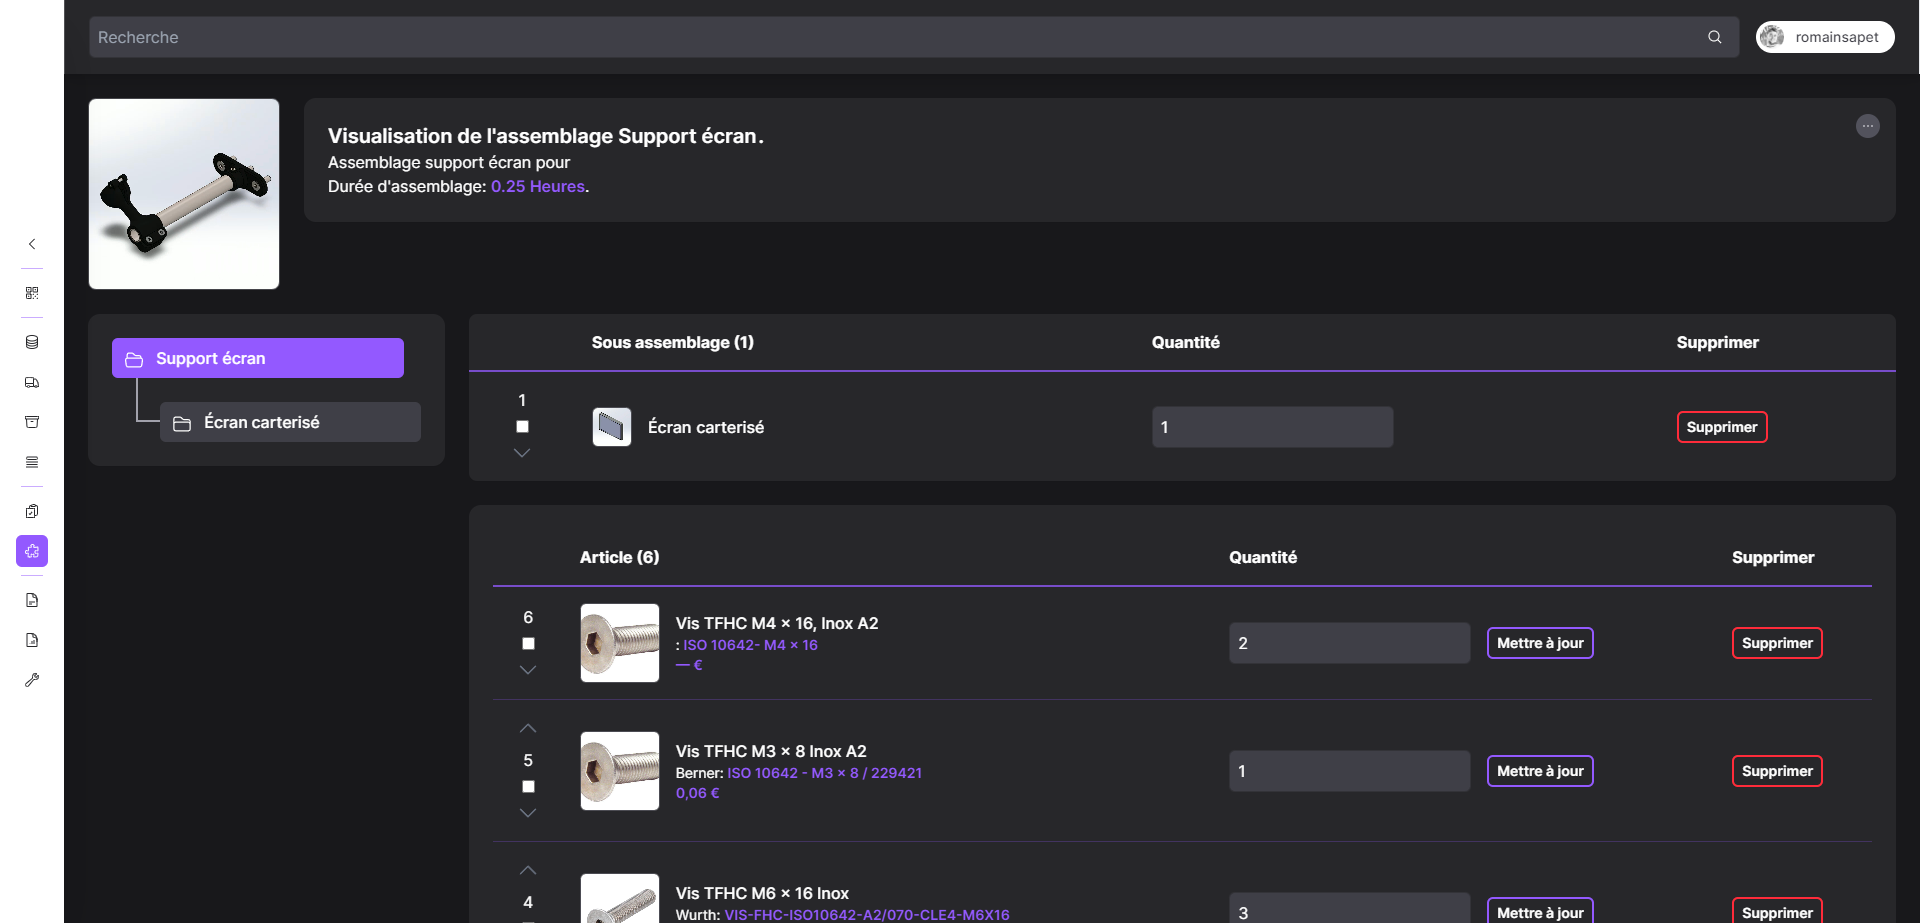 Recherche
romainsapet
Visualisation de l'assemblage Support écran.
Assemblage support écran pour
Durée d'assemblage: 0.25 Heures.
Support écran
Écran carterisé
Sous assemblage (1)
Quantité
Supprimer
1
Écran carterisé
1
Supprimer
Article (6)
Quantité
Supprimer
6
Vis TFHC M4 x 16, Inox A2
: ISO 10642- M4 x 16
— €
2
Mettre à jour
Supprimer
5
Vis TFHC M3 x 8 Inox A2
Berner: ISO 10642 - M3 x 8 / 229421
0,06 €
1
Mettre à jour
Supprimer
4
Vis TFHC M6 x 16 Inox
Wurth: VIS-FHC-ISO10642-A2/070-CLE4-M6X16
3
Mettre à jour
Supprimer